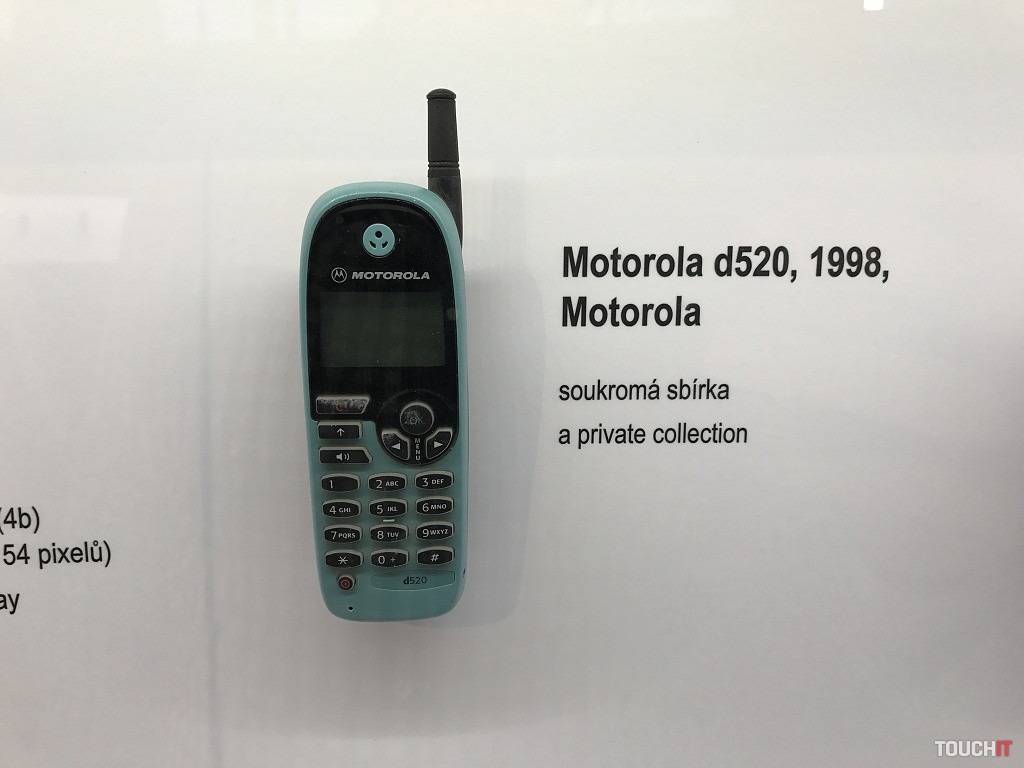 MOTOROLA
OK
MENU
1
2 ABC
3 DEF
4 GHI
5 JKL
6 MNO
7 PQRS
8 TUV
9 WXYZ
*
0 +
#
d520
Motorola d520, 1998,
Motorola
soukromá sbírka
a private collection
(4b)
54 pixelů)
ay
TOUCHIT